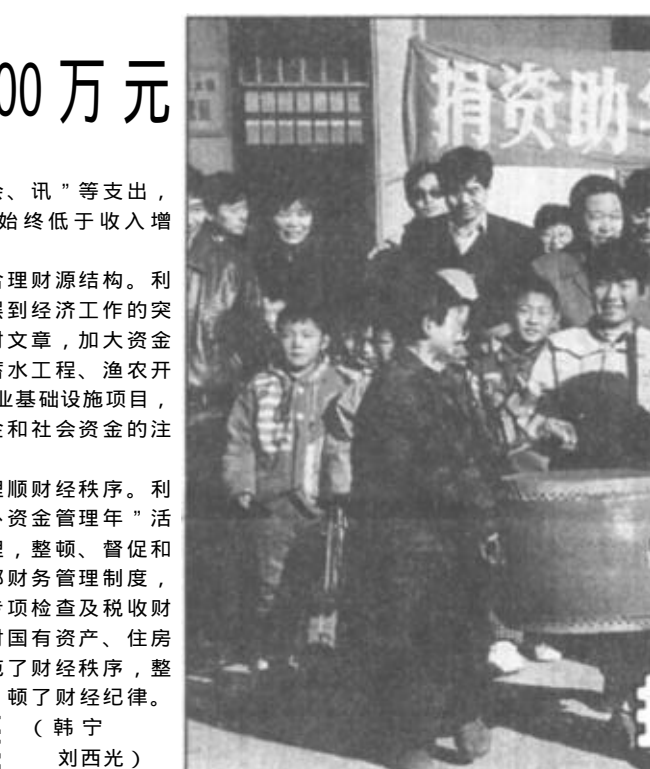 00万元
、讯”等支出，
始终低于收入增
合理财源结构。利
到经济工作的突
文章，加大资金
蓄水工程、渔农开
业基础设施项目，
金和社会资金的注
理顺财经秩序。利
外资金管理年”活
理，整顿、督促和
部财务管理制度，
专项检查及税收财
对国有资产、住房
范了财经秩序，整
顿了财经纪律。
（韩宁
刘西光）
捐资助